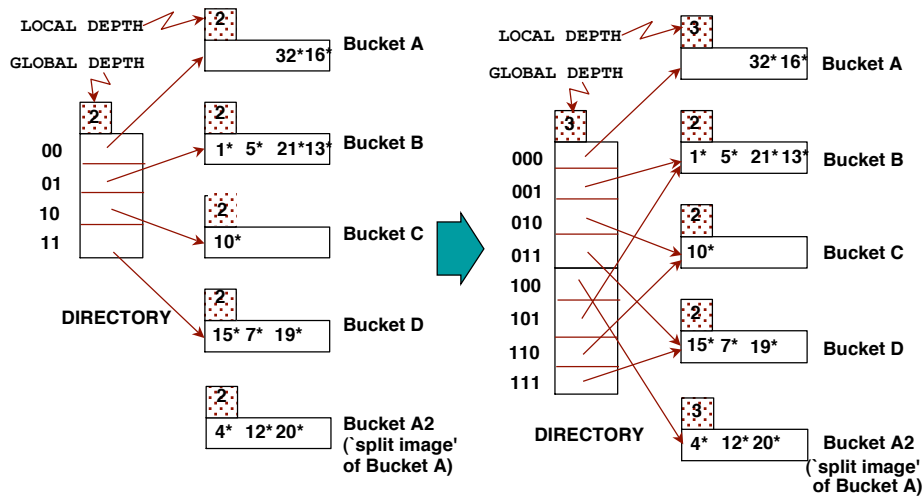 LOCAL DEPTH
2
32* 16*
Bucket A
GLOBAL DEPTH
2
00
01
10
11
DIRECTORY
2
1* 5* 21* 13*
Bucket B
2
10*
Bucket C
2
15* 7* 19*
Bucket D
2
4* 12* 20*
Bucket A2
(`split image'
of Bucket A)
LOCAL DEPTH
3
32* 16*
Bucket A
GLOBAL DEPTH
3
000
001
010
011
100
101
110
111
DIRECTORY
2
1* 5* 21* 13*
Bucket B
2
10*
Bucket C
2
15* 7* 19*
Bucket D
3
4* 12* 20*
Bucket A2
(`split image'
of Bucket A)